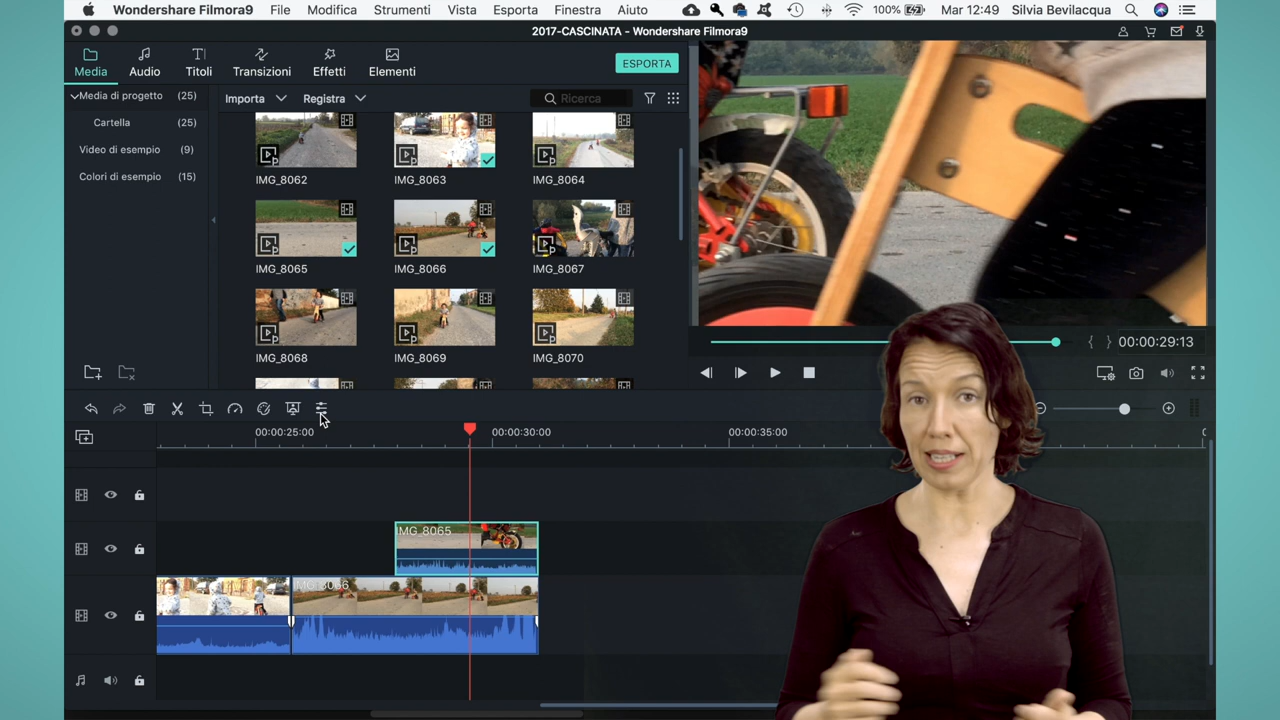 Wondershare Filmora9 File Modifica Strumenti Vista Esporta Finestra Aiuto 100% Mar 12:49 Silvia Bevilacqua
2017-CASCINATA - Wondershare Filmora9
Media Audio Titoli Transizioni Effetti Elementi ESPORTA
Media di progetto (25) Importa Registra Ricerca
Cartella (25)
Video di esempio (9)
Colori di esempio (15)
IMG_8062 IMG_8063 IMG_8064
IMG_8065 IMG_8066 IMG_8067
IMG_8068 IMG_8069 IMG_8070
{ } 00:00:29:13
00:00:25:00 00:00:30:00 00:00:35:00
IMG_8065
IMG_8066